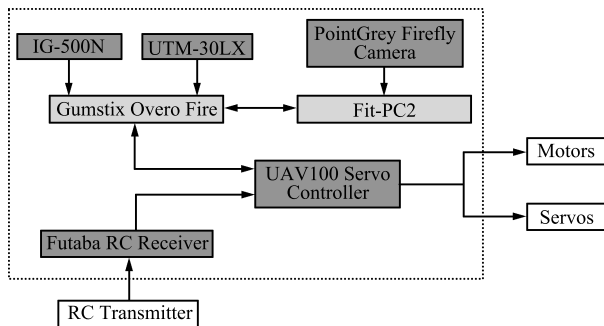 IG-500N
UTM-30LX
PointGrey Firefly
Camera
Gumstix Overo Fire
Fit-PC2
UAV100 Servo
Controller
Motors
Servos
Futaba RC Receiver
RC Transmitter